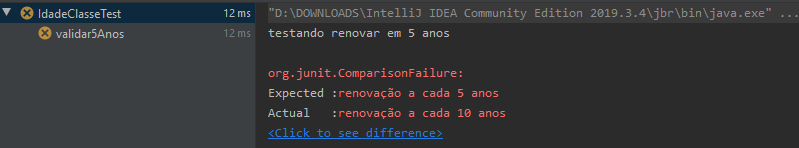 IdadeClasseTest 12 ms
validar5Anos 12 ms
"D:\DOWNLOADS\IntelliJ IDEA Community Edition 2019.3.4\jbr\bin\java.exe" ...
testando renovar em 5 anos
org.junit.ComparisonFailure:
Expected :renovação a cada 5 anos
Actual :renovação a cada 10 anos
<Click to see difference>